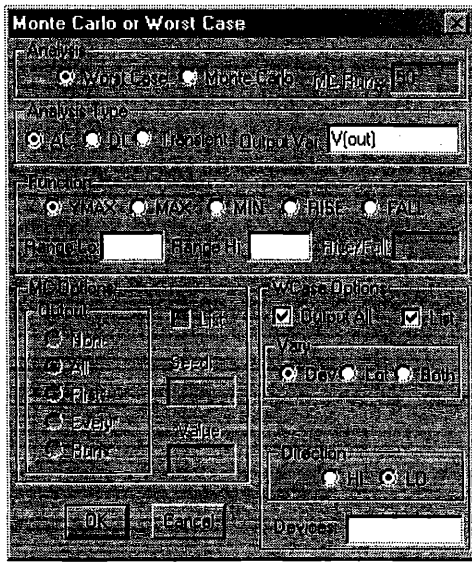 Monte Carlo or Worst Case
Analysis
Worst Case Monte Carlo MC Runs: 50
Analysis Type
AC DC Transient Output Var: V(out)
Function
YMAX MAX MIN RISE FALL
Range Lo: Range Hi: Rise/Fall:
MC Options
Output
None
All
First
Every
Runs
List
Seed:
Value:
WCase Options
Output All List
Vary
Dev Lot Both
Direction
HI LO
Devices:
OK Cancel